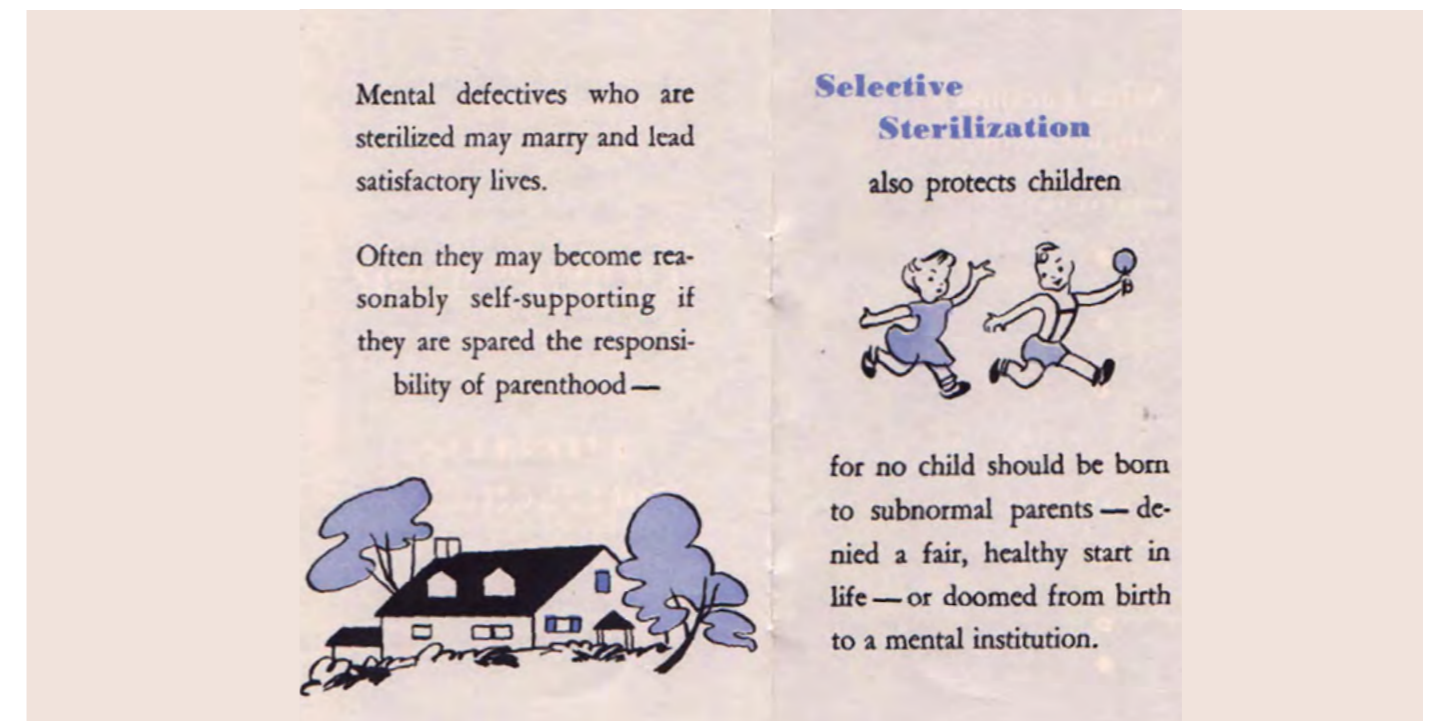 Mental defectives who are
sterilized may marry and lead
satisfactory lives.
Often they may become rea-
sonably self-supporting if
they are spared the responsi-
bility of parenthood —
Selective
Sterilization
also protects children
for no child should be born
to subnormal parents — de-
nied a fair, healthy start in
life — or doomed from birth
to a mental institution.